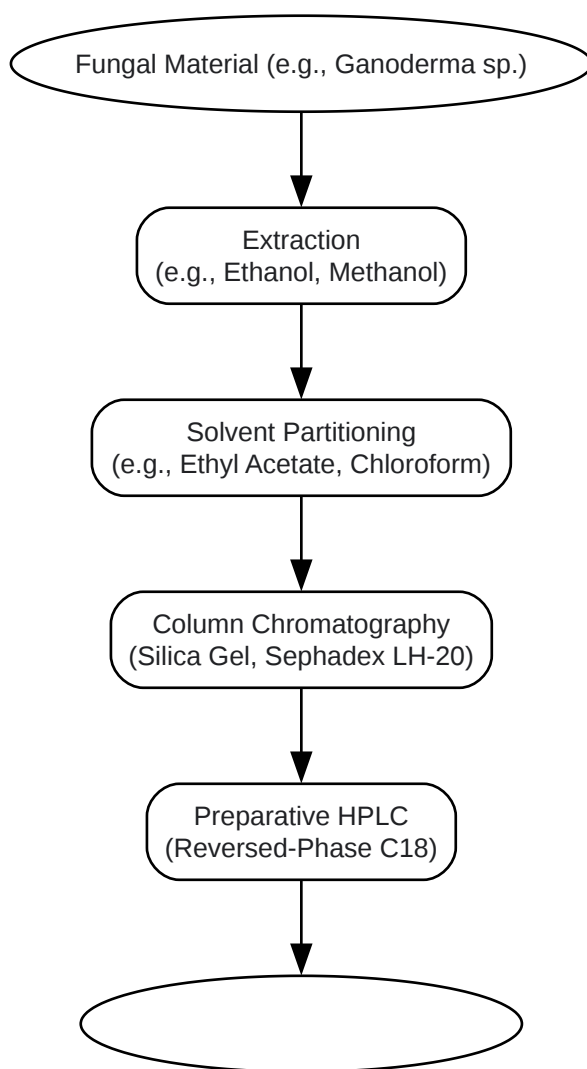 Fungal Material (e.g., Ganoderma sp.)
Extraction
(e.g., Ethanol, Methanol)
Solvent Partitioning
(e.g., Ethyl Acetate, Chloroform)
Column Chromatography
(Silica Gel, Sephadex LH-20)
Preparative HPLC
(Reversed-Phase C18)